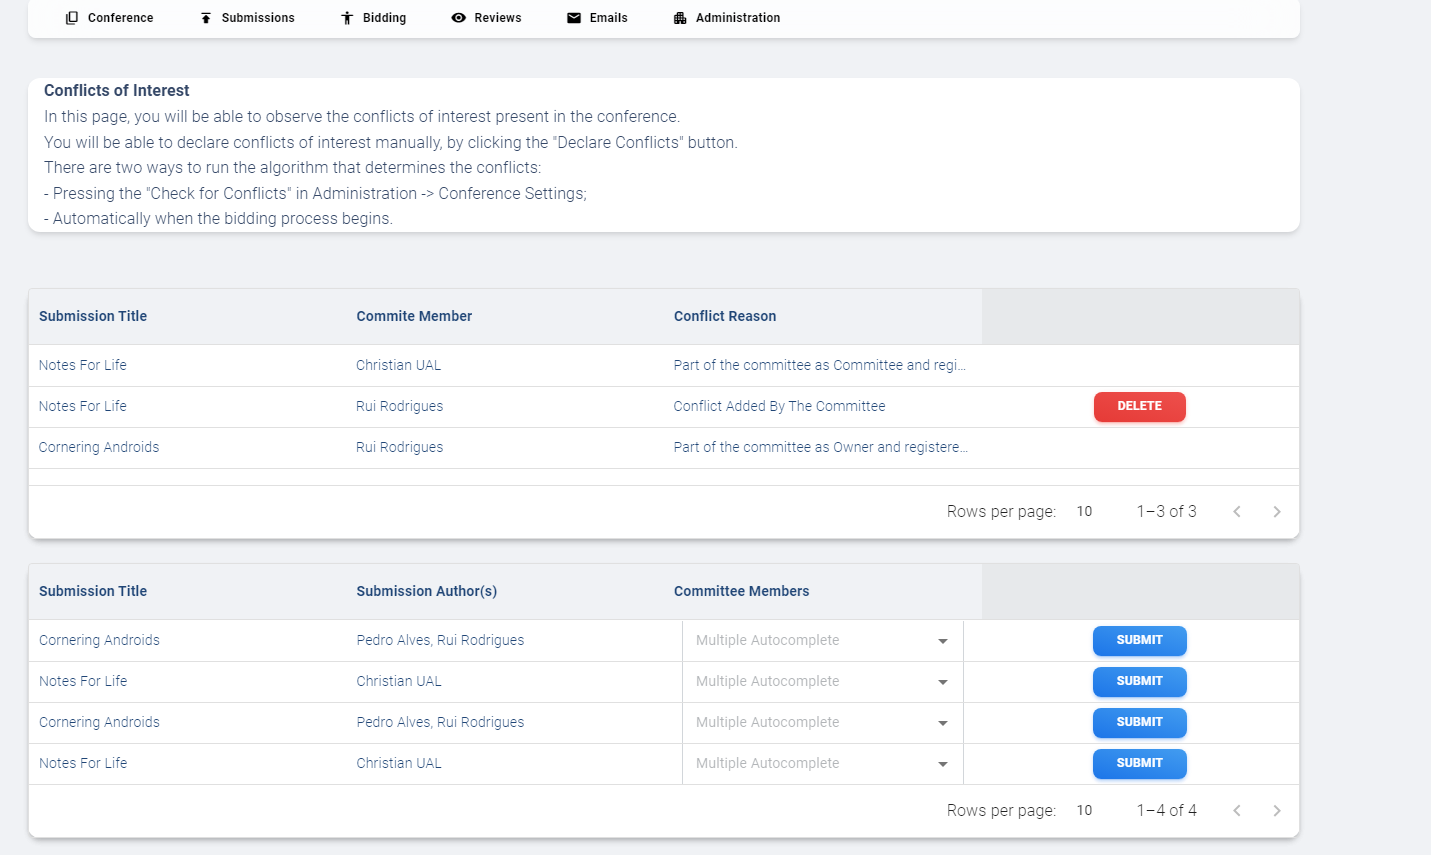 Conference Submissions Bidding Reviews Emails Administration
Conflicts of Interest
In this page, you will be able to observe the conflicts of interest present in the conference.
You will be able to declare conflicts of interest manually, by clicking the "Declare Conflicts" button.
There are two ways to run the algorithm that determines the conflicts:
- Pressing the "Check for Conflicts" in Administration -> Conference Settings;
- Automatically when the bidding process begins.
Submission Title Commite Member Conflict Reason
Notes For Life Christian UAL Part of the committee as Committee and regi...
Notes For Life Rui Rodrigues Conflict Added By The Committee DELETE
Cornering Androids Rui Rodrigues Part of the committee as Owner and registere...
Rows per page: 10 1–3 of 3
Submission Title Submission Author(s) Committee Members
Cornering Androids Pedro Alves, Rui Rodrigues Multiple Autocomplete SUBMIT
Notes For Life Christian UAL Multiple Autocomplete SUBMIT
Cornering Androids Pedro Alves, Rui Rodrigues Multiple Autocomplete SUBMIT
Notes For Life Christian UAL Multiple Autocomplete SUBMIT
Rows per page: 10 1–4 of 4